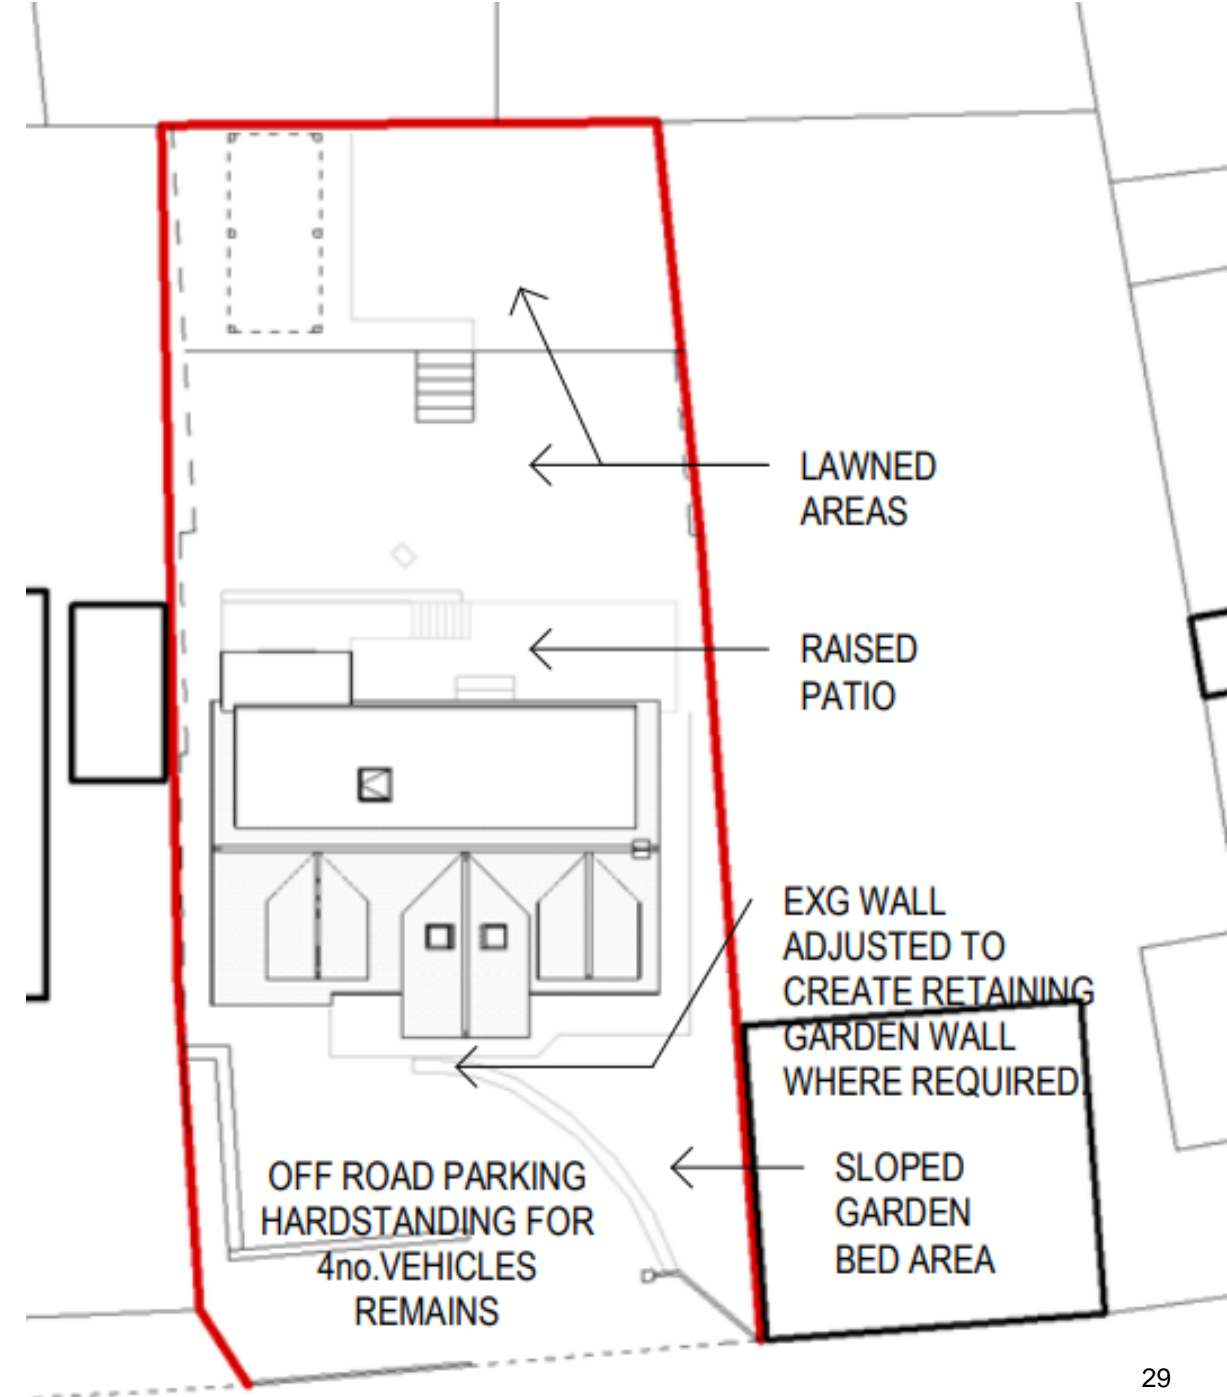 LAWNED
AREAS
RAISED
PATIO
EXG WALL
ADJUSTED TO
CREATE RETAINING
GARDEN WALL
WHERE REQUIRED.
SLOPED
GARDEN
BED AREA
OFF ROAD PARKING
HARDSTANDING FOR
4no.VEHICLES
REMAINS
29